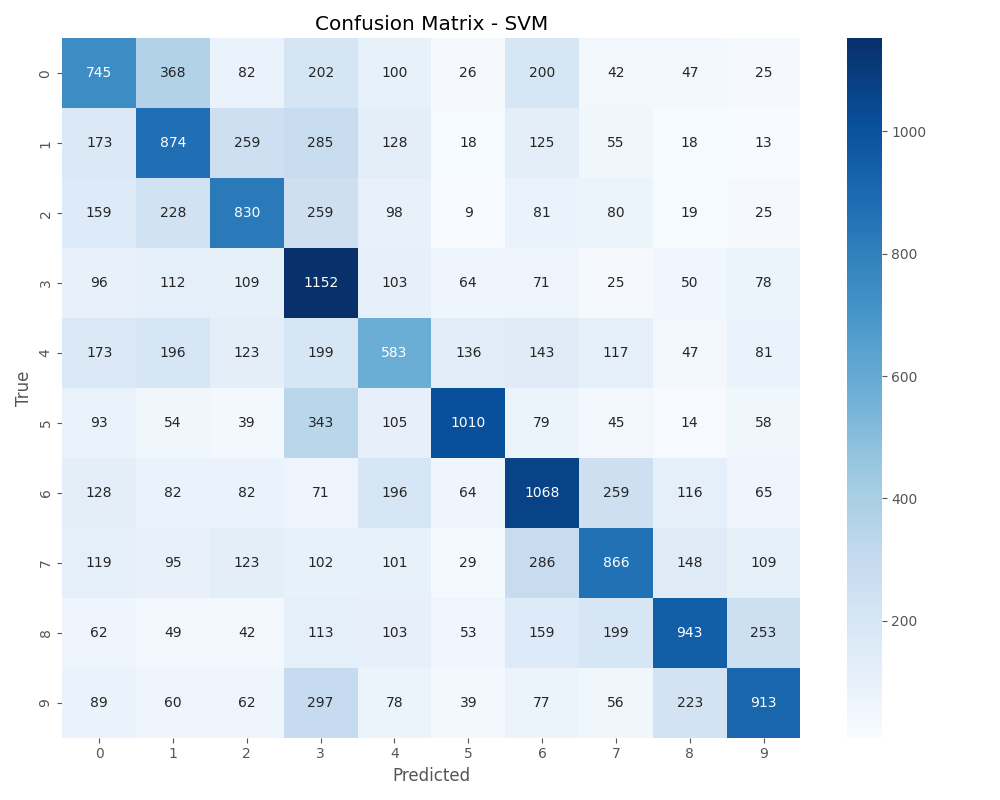 Confusion Matrix - SVM
0 745 368 82 202 100 26 200 42 47 25
1 173 874 259 285 128 18 125 55 18 13
2 159 228 830 259 98 9 81 80 19 25
3 96 112 109 1152 103 64 71 25 50 78
4 173 196 123 199 583 136 143 117 47 81
5 93 54 39 343 105 1010 79 45 14 58
6 128 82 82 71 196 64 1068 259 116 65
7 119 95 123 102 101 29 286 866 148 109
8 62 49 42 113 103 53 159 199 943 253
9 89 60 62 297 78 39 77 56 223 913
0 1 2 3 4 5 6 7 8 9
Predicted
True
1000
800
600
400
200